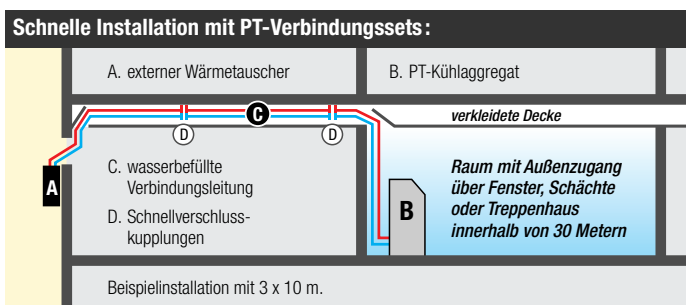 Schnelle Installation mit PT-Verbindungssets:
A. externer Wärmetauscher
B. PT-Kühlaggregat
C
verkleidete Decke
D
D
A
C. wasserbefüllte
Verbindungsleitung
D. Schnellverschluss-
kupplungen
B
Raum mit Außenzugang
über Fenster, Schächte
oder Treppenhaus
innerhalb von 30 Metern
Beispielinstallation mit 3 x 10 m.